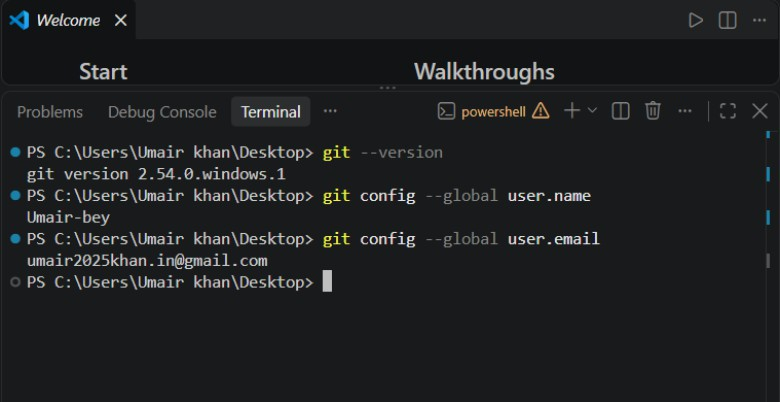 Welcome
Start
Walkthroughs
Problems Debug Console Terminal powershell
PS C:\Users\Umair khan\Desktop> git --version
git version 2.54.0.windows.1
PS C:\Users\Umair khan\Desktop> git config --global user.name
Umair-bey
PS C:\Users\Umair khan\Desktop> git config --global user.email
umair2025khan.in@gmail.com
PS C:\Users\Umair khan\Desktop>